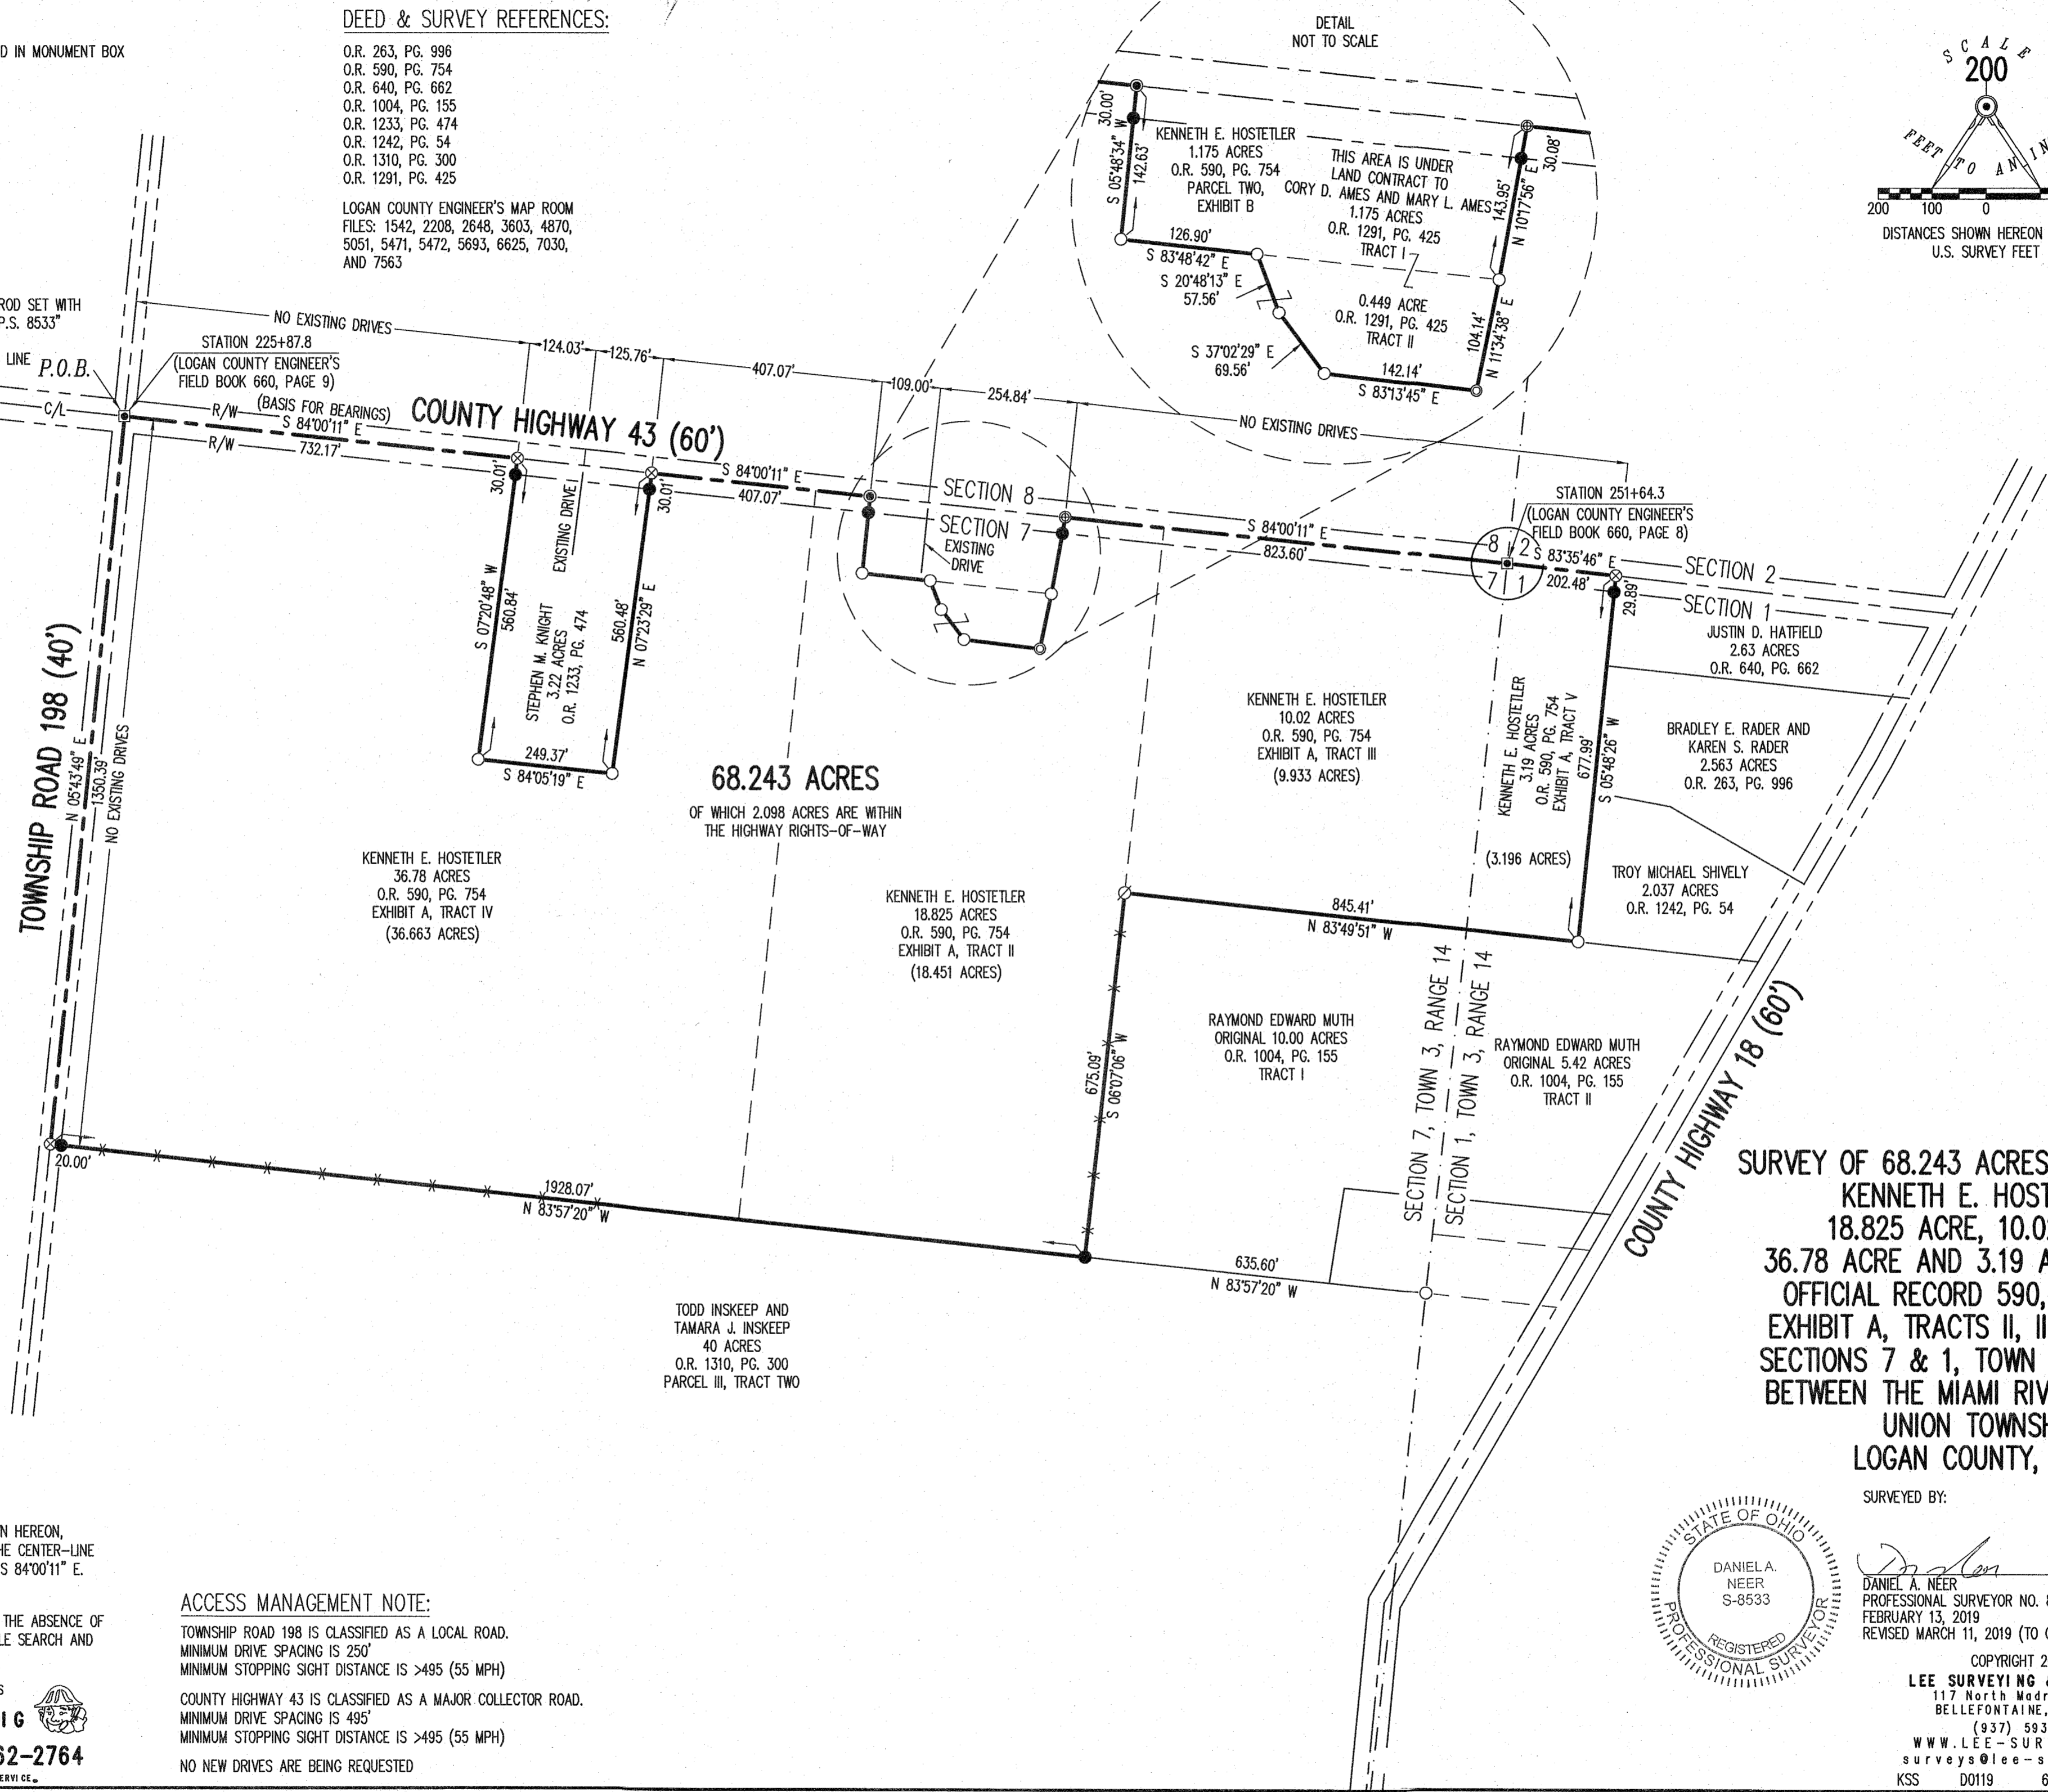 DEED & SURVEY REFERENCES:
O.R. 263, PG. 996
O.R. 590, PG. 754
O.R. 640, PG. 662
O.R. 1004, PG. 155
O.R. 1233, PG. 474
O.R. 1242, PG. 54
O.R. 1310, PG. 300
O.R. 1291, PG. 425
LOGAN COUNTY ENGINEER'S MAP ROOM
FILES: 1542, 2208, 2648, 3603, 4870,
5051, 5471, 5472, 5693, 6625, 7030,
AND 7563
D IN MONUMENT BOX
ROD SET WITH
P.S. 8533"
LINE
P.O.B.
C/L
STATION 225+87.8
(LOGAN COUNTY ENGINEER'S
FIELD BOOK 660, PAGE 9)
(BASIS FOR BEARINGS)
R/W
S 84°00'11" E
R/W
732.17'
COUNTY HIGHWAY 43 (60')
NO EXISTING DRIVES
124.03'
125.76'
407.07'
109.00'
254.84'
NO EXISTING DRIVES
DETAIL
NOT TO SCALE
30.00'
S 05°48'34" W
142.63'
KENNETH E. HOSTETLER
1.175 ACRES
O.R. 590, PG. 754
PARCEL TWO,
EXHIBIT B
THIS AREA IS UNDER
LAND CONTRACT TO
CORY D. AMES AND MARY L. AMES
1.175 ACRES
O.R. 1291, PG. 425
TRACT I
126.90'
S 83°48'42" E
S 20°48'13" E
57.56'
0.449 ACRE
O.R. 1291, PG. 425
TRACT II
S 37°02'29" E
69.56'
142.14'
S 83°13'45" E
143.95'
N 10°17'56" E
30.08'
104.14'
N 11°34'38" E
SCALE
200
FEET TO AN IN
200 100 0
DISTANCES SHOWN HEREON
U.S. SURVEY FEET
30.01'
EXISTING DRIVE
30.01'
S 07°20'48" W
560.84'
STEPHEN M. KNIGHT
3.22 ACRES
O.R. 1233, PG. 474
560.48'
N 07°23'29" E
249.37'
S 84°05'19" E
S 84°00'11" E
407.07'
SECTION 8
SECTION 7
EXISTING
DRIVE
S 84°00'11" E
823.60'
STATION 251+64.3
(LOGAN COUNTY ENGINEER'S
FIELD BOOK 660, PAGE 8)
8 2
7 1
S 83°35'46" E
202.48'
29.89'
SECTION 2
SECTION 1
JUSTIN D. HATFIELD
2.63 ACRES
O.R. 640, PG. 662
BRADLEY E. RADER AND
KAREN S. RADER
2.563 ACRES
O.R. 263, PG. 996
TROY MICHAEL SHIVELY
2.037 ACRES
O.R. 1242, PG. 54
KENNETH E. HOSTETLER
10.02 ACRES
O.R. 590, PG. 754
EXHIBIT A, TRACT III
(9.933 ACRES)
KENNETH E. HOSTETLER
3.19 ACRES
O.R. 590, PG. 754
EXHIBIT A, TRACT V
(3.196 ACRES)
677.99'
S 05°48'26" W
TOWNSHIP ROAD 198 (40')
N 05°43'49" E
1350.39'
NO EXISTING DRIVES
68.243 ACRES
OF WHICH 2.098 ACRES ARE WITHIN
THE HIGHWAY RIGHTS-OF-WAY
KENNETH E. HOSTETLER
36.78 ACRES
O.R. 590, PG. 754
EXHIBIT A, TRACT IV
(36.663 ACRES)
KENNETH E. HOSTETLER
18.825 ACRES
O.R. 590, PG. 754
EXHIBIT A, TRACT II
(18.451 ACRES)
845.41'
N 83°49'51" W
675.09'
S 06°07'06" W
RAYMOND EDWARD MUTH
ORIGINAL 10.00 ACRES
O.R. 1004, PG. 155
TRACT I
RAYMOND EDWARD MUTH
ORIGINAL 5.42 ACRES
O.R. 1004, PG. 155
TRACT II
SECTION 7, TOWN 3, RANGE 14
SECTION 1, TOWN 3, RANGE 14
COUNTY HIGHWAY 18 (60')
20.00'
1928.07'
N 83°57'20" W
635.60'
N 83°57'20" W
TODD INSKEEP AND
TAMARA J. INSKEEP
40 ACRES
O.R. 1310, PG. 300
PARCEL III, TRACT TWO
SURVEY OF 68.243 ACRES
KENNETH E. HOST
18.825 ACRE, 10.0
36.78 ACRE AND 3.19 A
OFFICIAL RECORD 590,
EXHIBIT A, TRACTS II, II
SECTIONS 7 & 1, TOWN
BETWEEN THE MIAMI RIV
UNION TOWNSH
LOGAN COUNTY,
SURVEYED BY:
STATE OF OHIO
DANIEL A.
NEER
S-8533
REGISTERED
PROFESSIONAL SURVEYOR
DANIEL A. NEER
PROFESSIONAL SURVEYOR NO. 8
FEBRUARY 13, 2019
REVISED MARCH 11, 2019 (TO
COPYRIGHT 2
LEE SURVEYING &
117 North Madr
BELLEFONTAINE,
(937) 593
WWW.LEE-SUR
surveys@lee-s
KSS D0119 6
N HEREON,
HE CENTER-LINE
S 84°00'11" E.
THE ABSENCE OF
LE SEARCH AND
S
IG
62-2764
ERVICE.
ACCESS MANAGEMENT NOTE:
TOWNSHIP ROAD 198 IS CLASSIFIED AS A LOCAL ROAD.
MINIMUM DRIVE SPACING IS 250'
MINIMUM STOPPING SIGHT DISTANCE IS >495 (55 MPH)
COUNTY HIGHWAY 43 IS CLASSIFIED AS A MAJOR COLLECTOR ROAD.
MINIMUM DRIVE SPACING IS 495'
MINIMUM STOPPING SIGHT DISTANCE IS >495 (55 MPH)
NO NEW DRIVES ARE BEING REQUESTED